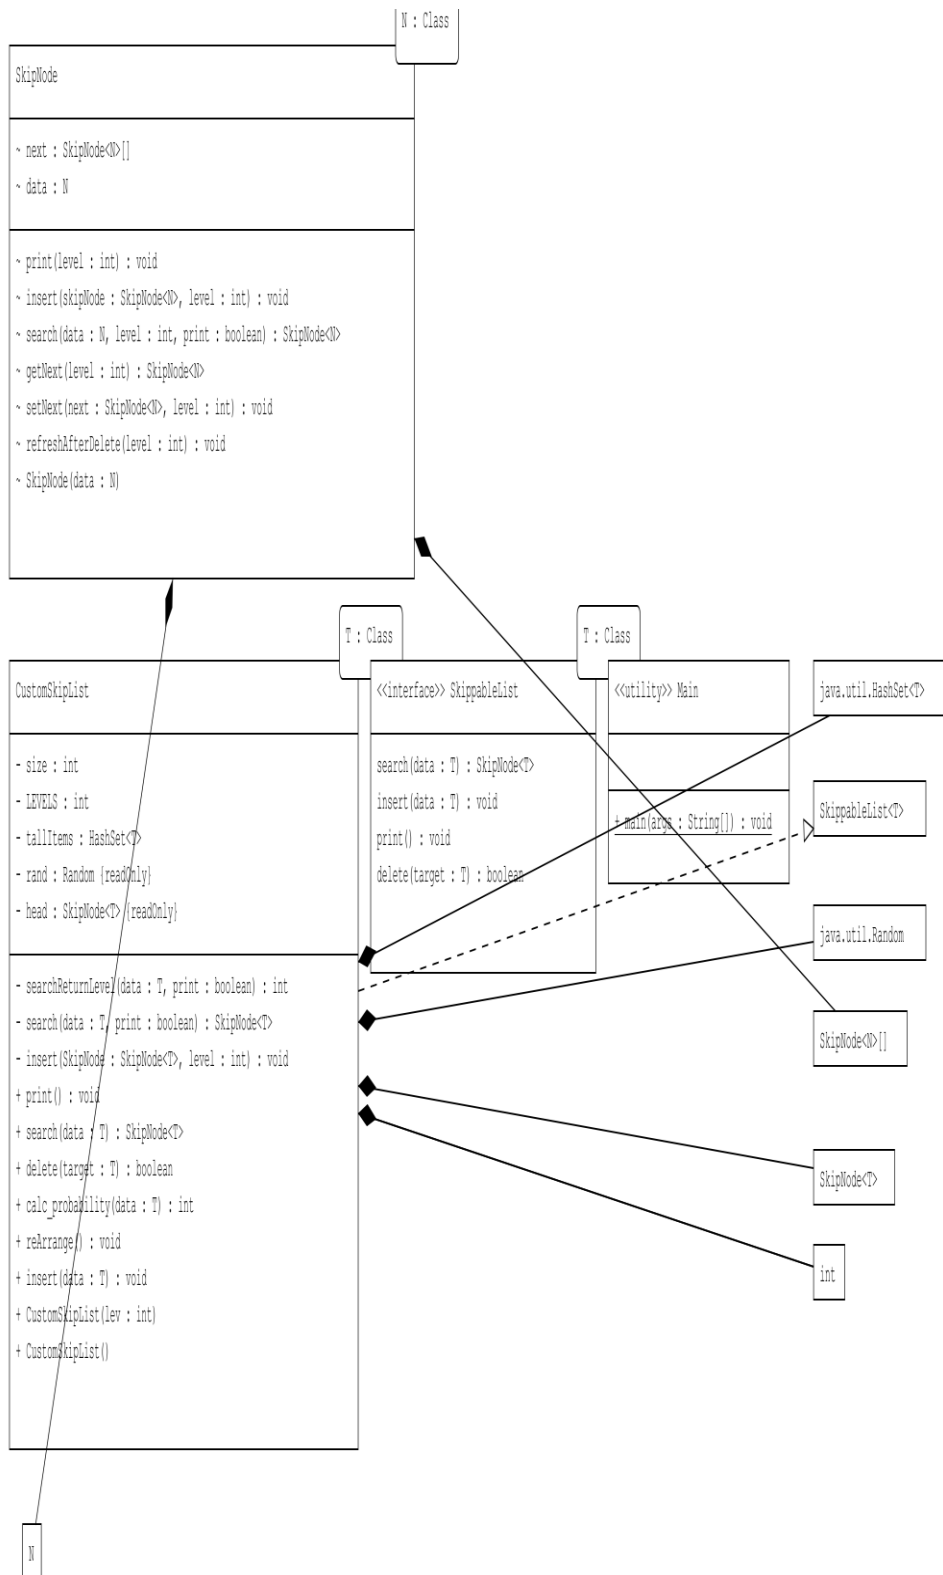 N : Class
SkipNode
~ next : SkipNode<N>[]
~ data : N
~ print(level : int) : void
~ insert(skipNode : SkipNode<N>, level : int) : void
~ search(data : N, level : int, print : boolean) : SkipNode<N>
~ getNext(level : int) : SkipNode<N>
~ setNext(next : SkipNode<N>, level : int) : void
~ refreshAfterDelete(level : int) : void
~ SkipNode(data : N)
T : Class
CustomSkipList
- size : int
- LEVELS : int
- tallItems : HashSet<T>
- rand : Random {readOnly}
- head : SkipNode<T> {readOnly}
- searchReturnLevel(data : T, print : boolean) : int
- search(data : T, print : boolean) : SkipNode<T>
- insert(SkipNode : SkipNode<T>, level : int) : void
+ print() : void
+ search(data : T) : SkipNode<T>
+ delete(target : T) : boolean
+ calc_probability(data : T) : int
+ reArrange() : void
+ insert(data : T) : void
+ CustomSkipList(lev : int)
+ CustomSkipList()
T : Class
<<interface>> SkippableList
search(data : T) : SkipNode<T>
insert(data : T) : void
print() : void
delete(target : T) : boolean
<<utility>> Main
+ main(args : String[]) : void
java.util.HashSet<T>
SkippableList<T>
java.util.Random
SkipNode<N>[]
SkipNode<T>
int
N